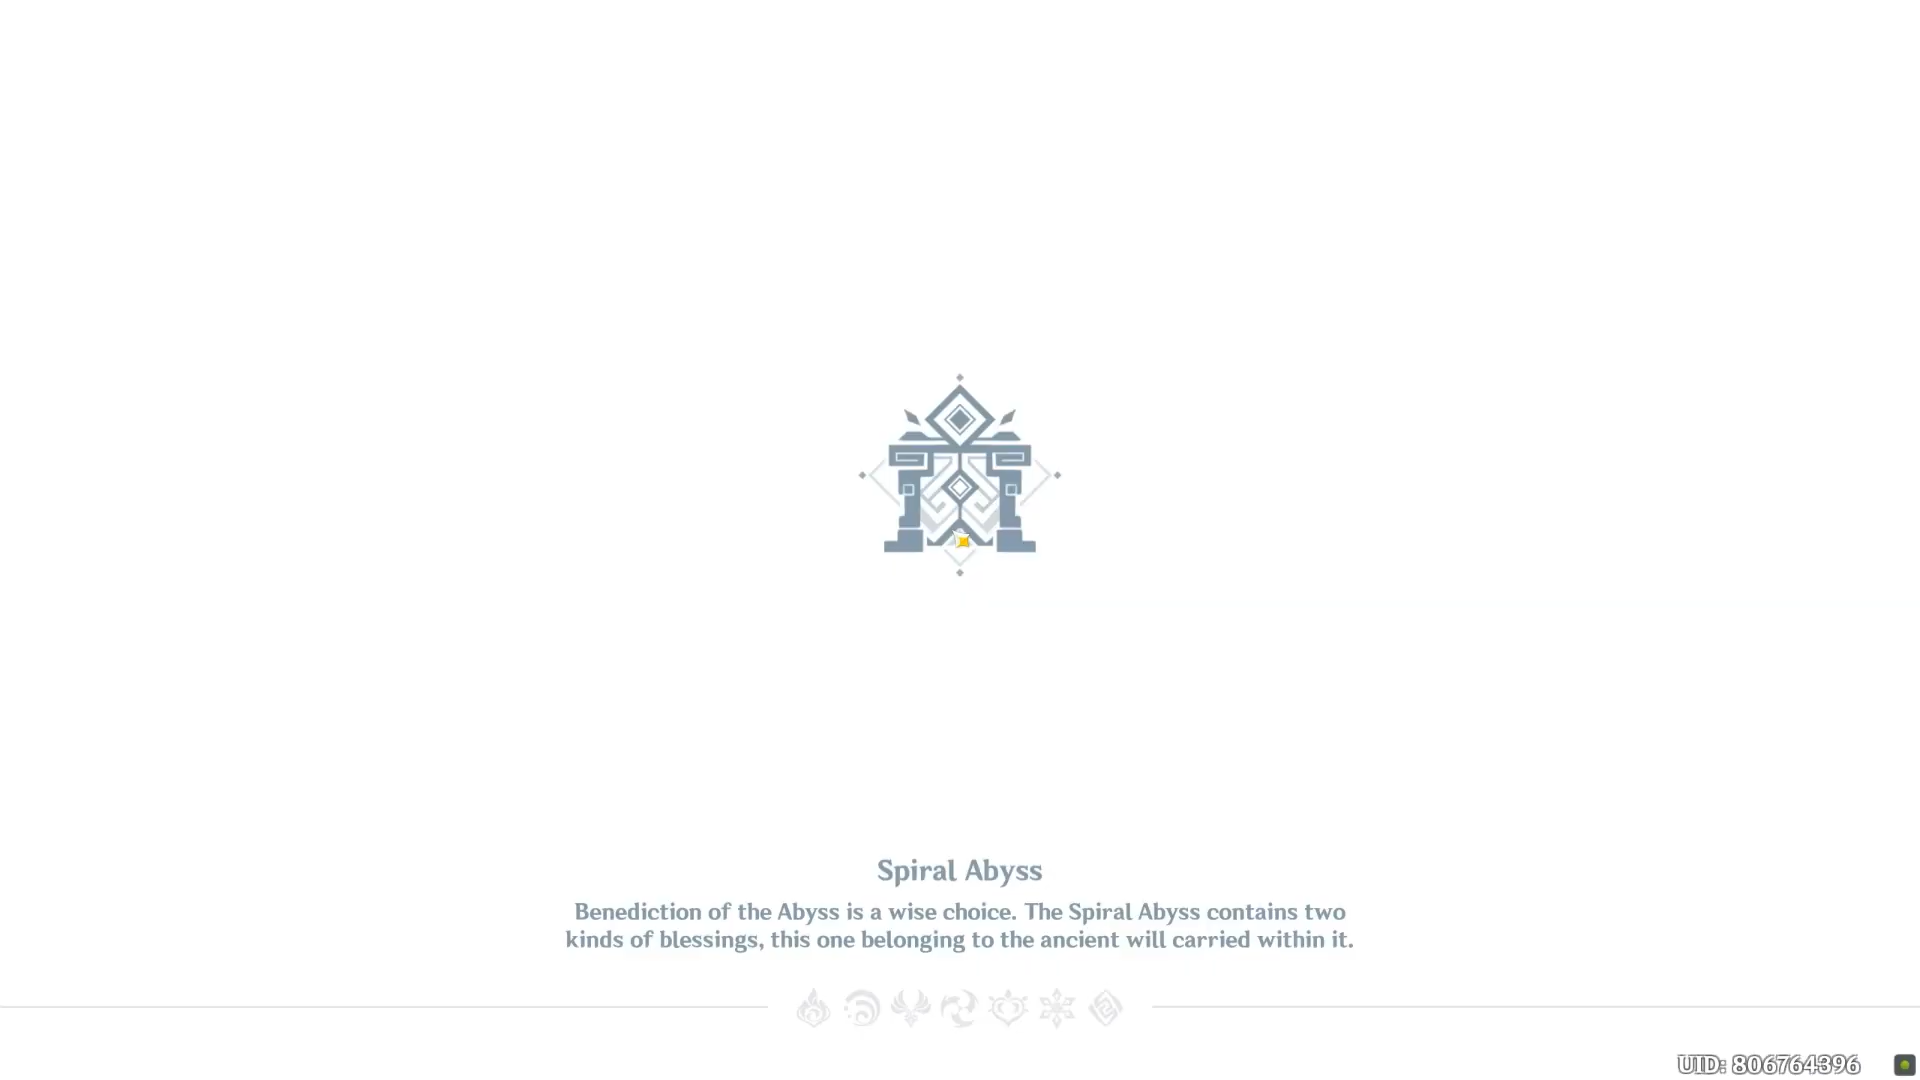 Spiral Abyss
Benediction of the Abyss is a wise choice. The Spiral Abyss contains two
kinds of blessings, this one belonging to the ancient will carried within it.
UID: 806764396